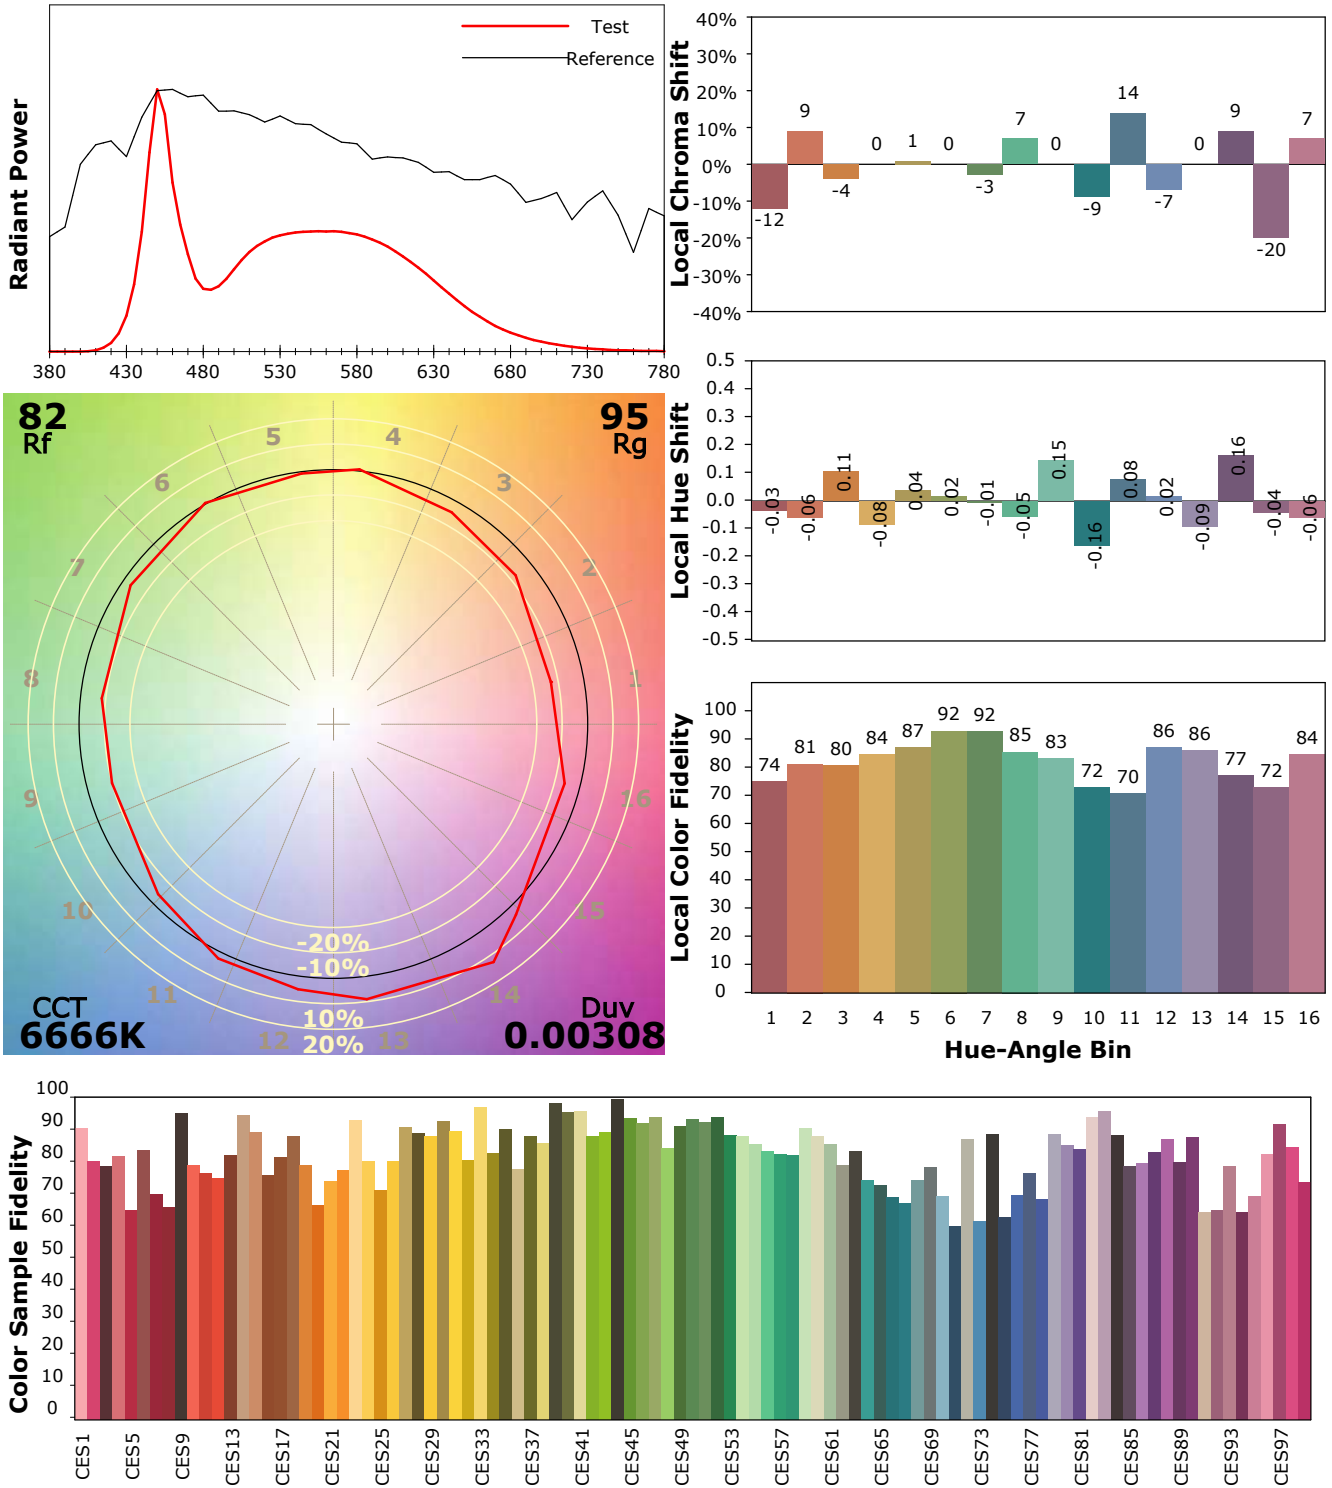 Test
Reference
Radiant Power
380 430 480 530 580 630 680 730 780
Local Chroma Shift
40%
30%
20%
10%
0%
-10%
-20%
-30%
-40%
-12 9 -4 0 1 0 -3 7 0 -9 14 -7 0 9 -20 7
82
Rf
95
Rg
CCT
6666K
Duv
0.00308
1 2 3 4 5 6 7 8 9 10 11 12 13 14 15 16
-20%
-10%
10%
20%
Local Hue Shift
0.5
0.4
0.3
0.2
0.1
0.0
-0.1
-0.2
-0.3
-0.4
-0.5
-0.03 -0.06 0.11 -0.08 0.04 0.02 -0.01 -0.05 0.15 -0.16 0.08 0.02 -0.09 0.16 -0.04 -0.06
Local Color Fidelity
100
90
80
70
60
50
40
30
20
10
0
74 81 80 84 87 92 92 85 83 72 70 86 86 77 72 84
1 2 3 4 5 6 7 8 9 10 11 12 13 14 15 16
Hue-Angle Bin
Color Sample Fidelity
100
90
80
70
60
50
40
30
20
10
0
CES1 CES5 CES9 CES13 CES17 CES21 CES25 CES29 CES33 CES37 CES41 CES45 CES49 CES53 CES57 CES61 CES65 CES69 CES73 CES77 CES81 CES85 CES89 CES93 CES97